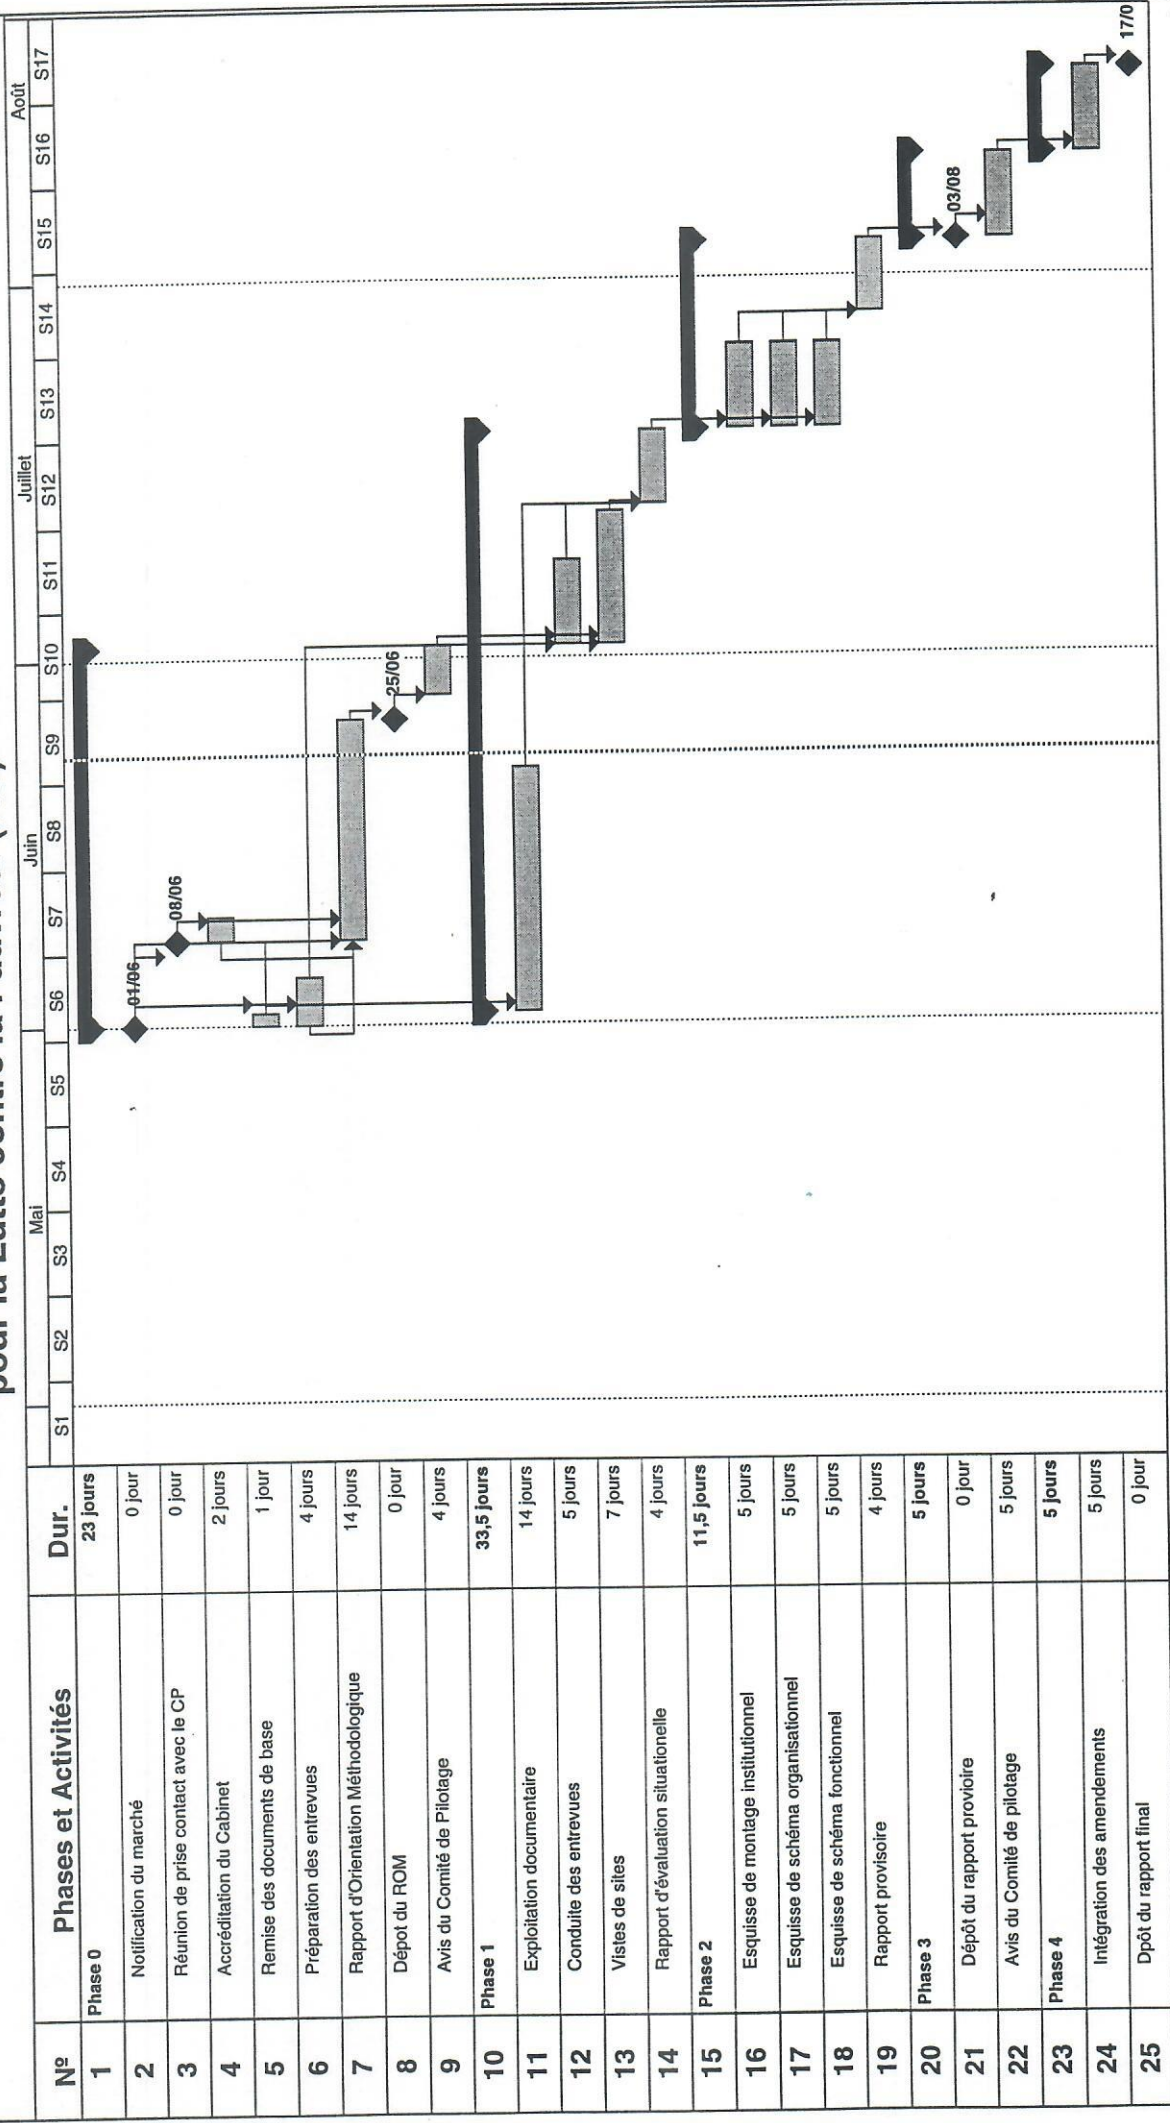 pour la Lutte contre la
Nº Phases et Activités Dur. Mai Juin Juillet Août
S1 S2 S3 S4 S5 S6 S7 S8 S9 S10 S11 S12 S13 S14 S15 S16 S17
1 Phase 0 23 jours
2 Notification du marché 0 jour 01/06
3 Réunion de prise contact avec le CP 0 jour 08/06
4 Accréditation du Cabinet 2 jours
5 Remise des documents de base 1 jour
6 Préparation des entrevues 4 jours
7 Rapport d'Orientation Méthodologique 14 jours
8 Dépot du ROM 0 jour 25/06
9 Avis du Comité de Pilotage 4 jours
10 Phase 1 33,5 jours
11 Exploitation documentaire 14 jours
12 Conduite des entrevues 5 jours
13 Vistes de sites 7 jours
14 Rapport d'évaluation situationelle 4 jours
15 Phase 2 11,5 jours
16 Esquisse de montage institutionnel 5 jours
17 Esquisse de schéma organisationnel 5 jours
18 Esquisse de schéma fonctionnel 5 jours
19 Rapport provisoire 4 jours
20 Phase 3 5 jours
21 Dépôt du rapport provioire 0 jour 03/08
22 Avis du Comité de pilotage 5 jours
23 Phase 4 5 jours
24 Intégration des amendements 5 jours
25 Dpôt du rapport final 0 jour 17/0